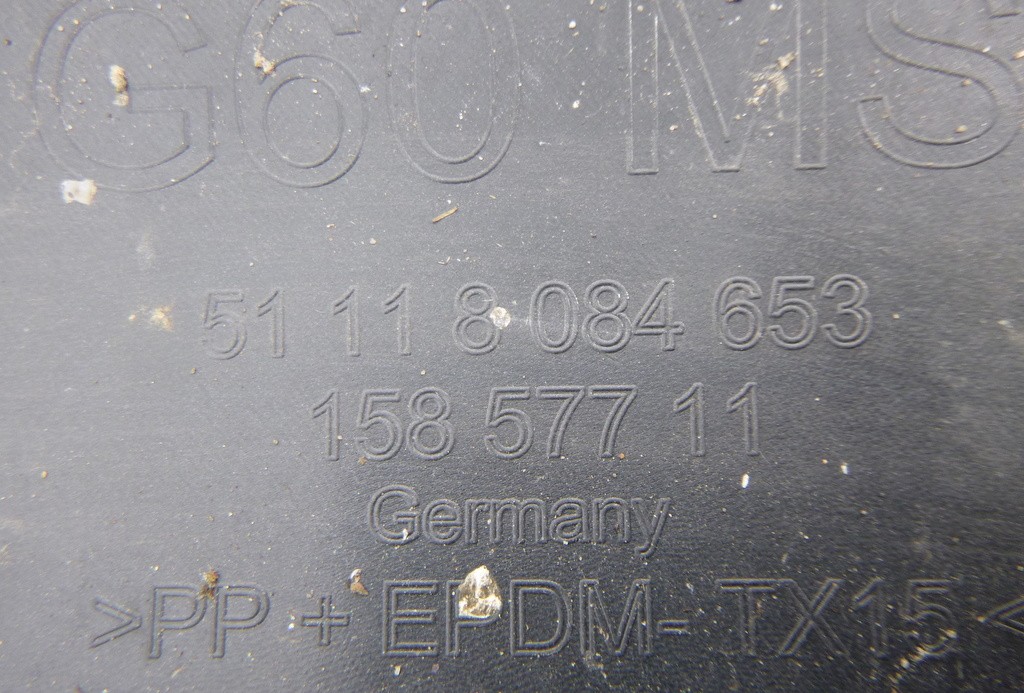 G60 MS
51 11 8 084 653
158 577 11
Germany
>PP + EPDM- TX15<